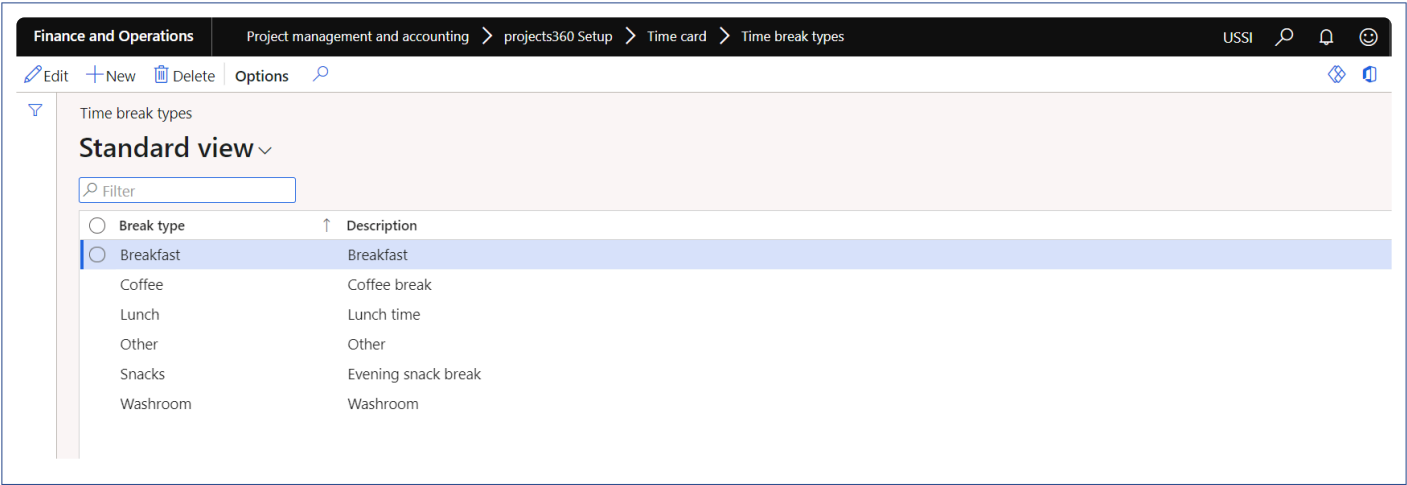 Finance and Operations Project management and accounting projects360 Setup Time card Time break types USSI
Edit New Delete Options
Time break types
Standard view
Filter
Break type Description
Breakfast Breakfast
Coffee Coffee break
Lunch Lunch time
Other Other
Snacks Evening snack break
Washroom Washroom